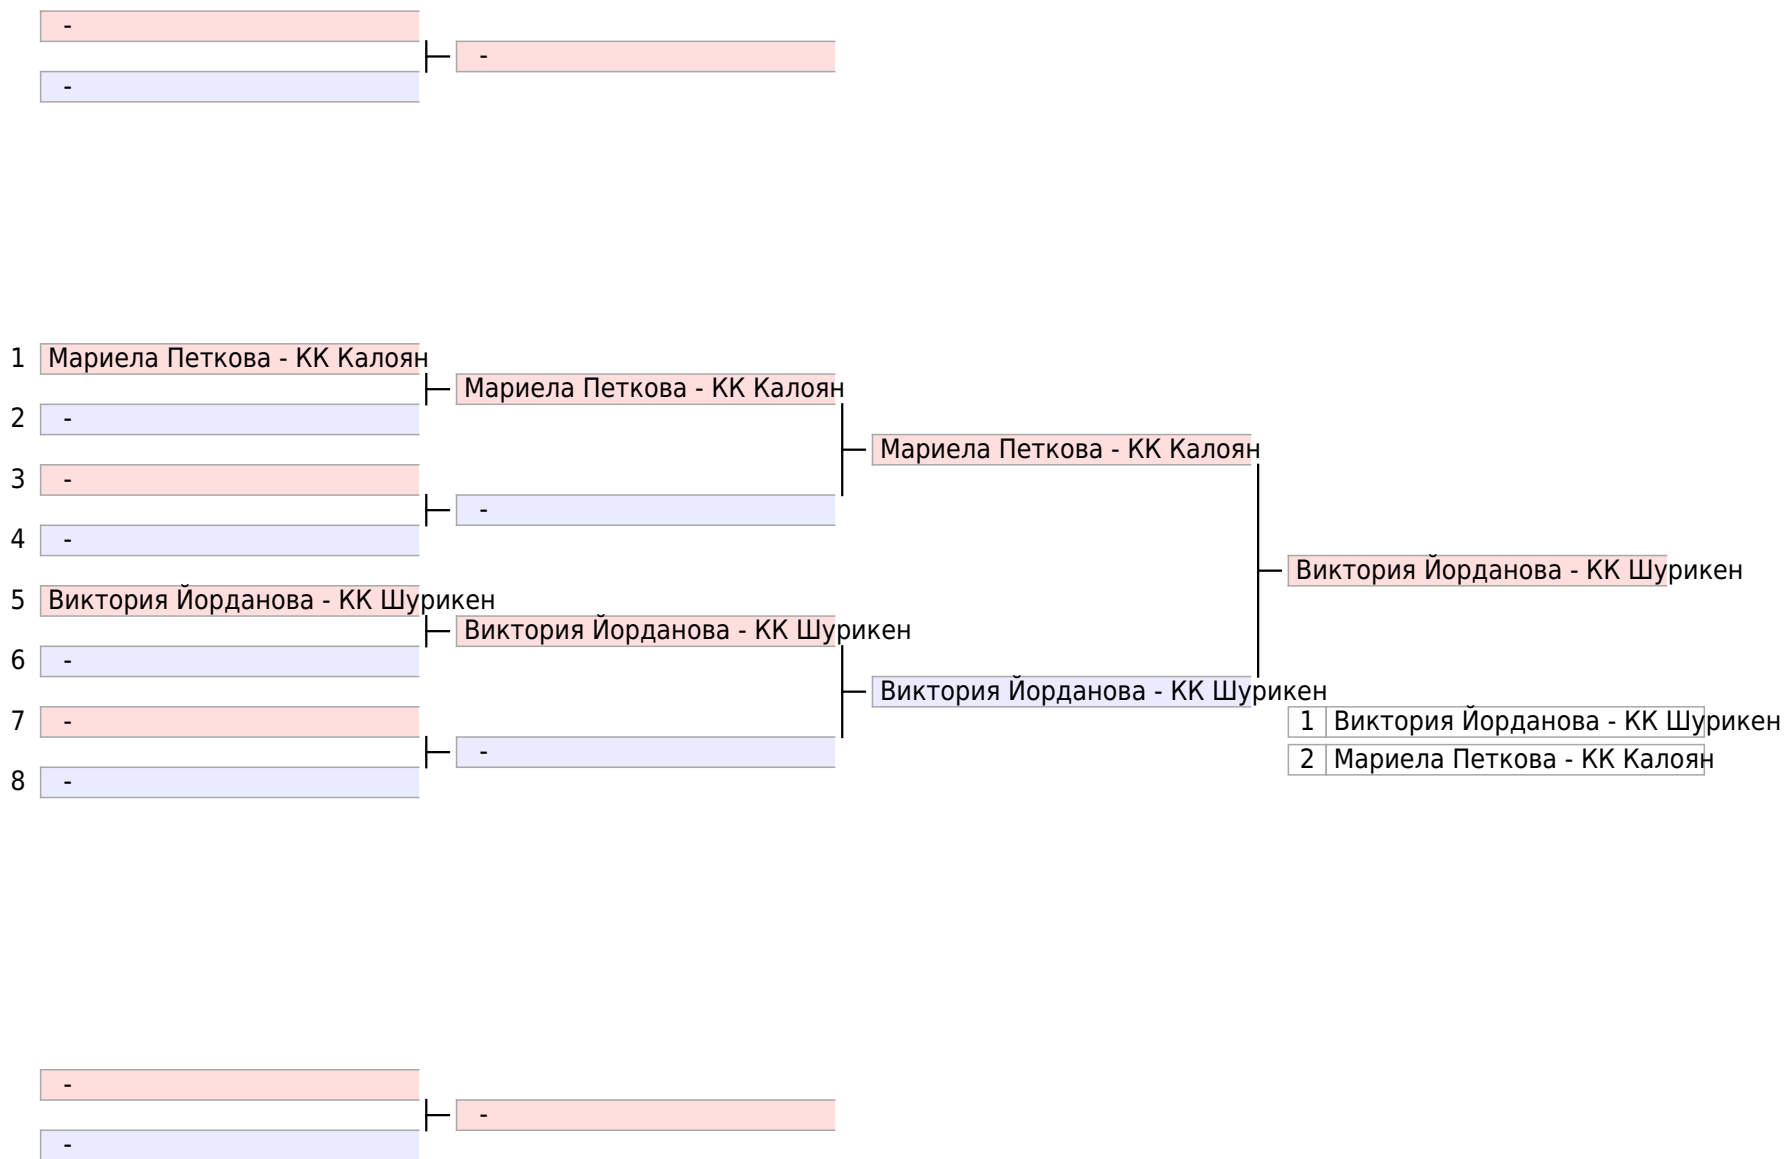 -
-
-
1 Мариела Петкова - КК Калоян
Мариела Петкова - КК Калоян
2 -
Мариела Петкова - КК Калоян
3 -
-
4 -
Виктория Йорданова - КК Шурикен
5 Виктория Йорданова - КК Шурикен
Виктория Йорданова - КК Шурикен
6 -
Виктория Йорданова - КК Шурикен
7 -
1 Виктория Йорданова - КК Шурикен
-
2 Мариела Петкова - КК Калоян
8 -
-
-
-